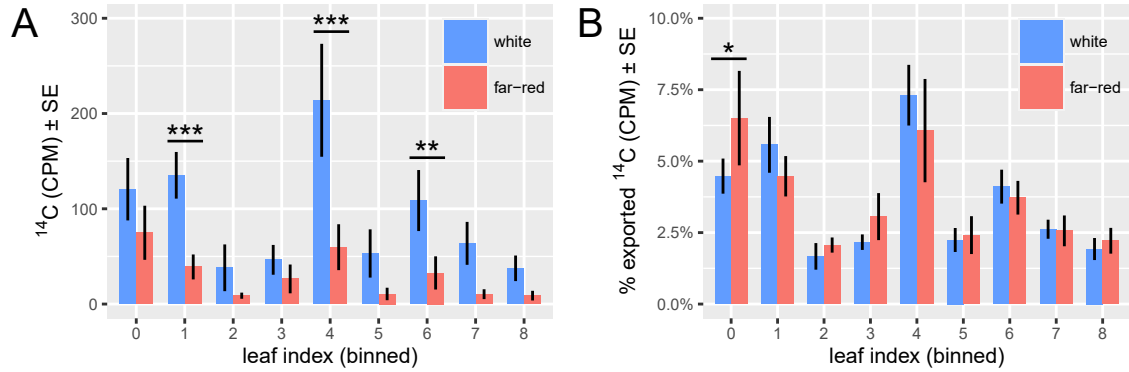 A
¹⁴C (CPM) ± SE
300
200
100
0
***
***
**
white
far−red
0 1 2 3 4 5 6 7 8
leaf index (binned)
B
% exported ¹⁴C (CPM) ± SE
10.0%
7.5%
5.0%
2.5%
0.0%
*
white
far−red
0 1 2 3 4 5 6 7 8
leaf index (binned)